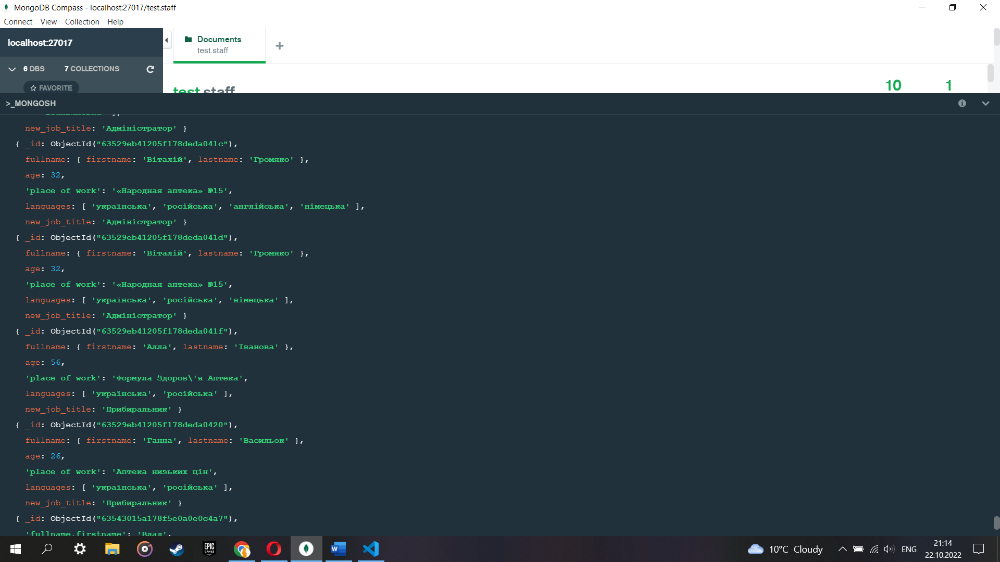 MongoDB Compass - localhost:27017/test.staff
Connect View Collection Help
localhost:27017
Documents
test.staff
6 DBS 7 COLLECTIONS
FAVORITE
test.staff
10 1
>_MONGOSH
new_job_title: 'Адміністратор' }
{ _id: ObjectId("63529eb41205f178deda041c"),
fullname: { firstname: 'Віталій', lastname: 'Громяко' },
age: 32,
'place of work': '«Народная аптека» №15',
languages: [ 'українська', 'російська', 'англійська', 'німецька' ],
new_job_title: 'Адміністратор' }
{ _id: ObjectId("63529eb41205f178deda041d"),
fullname: { firstname: 'Віталій', lastname: 'Громяко' },
age: 32,
'place of work': '«Народная аптека» №15',
languages: [ 'українська', 'російська', 'німецька' ],
new_job_title: 'Адміністратор' }
{ _id: ObjectId("63529eb41205f178deda041f"),
fullname: { firstname: 'Алла', lastname: 'Іванова' },
age: 56,
'place of work': 'Формула Здоров\'я Аптека',
languages: [ 'українська', 'російська' ],
new_job_title: 'Прибиральник' }
{ _id: ObjectId("63529eb41205f178deda0420"),
fullname: { firstname: 'Ганна', lastname: 'Васильок' },
age: 26,
'place of work': 'Аптека низьких цін',
languages: [ 'українська', 'російська' ],
new_job_title: 'Прибиральник' }
{ _id: ObjectId("63543015a178f5e0a0e0c4a7"),
'fullname.firstname': 'Влад',
EPIC
GAMES
10°C Cloudy
ENG
21:14
22.10.2022